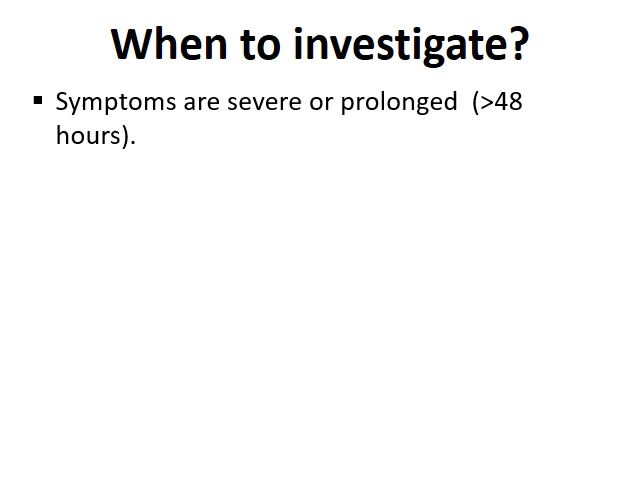 When to investigate?
▪ Symptoms are severe or prolonged  (>48
hours).